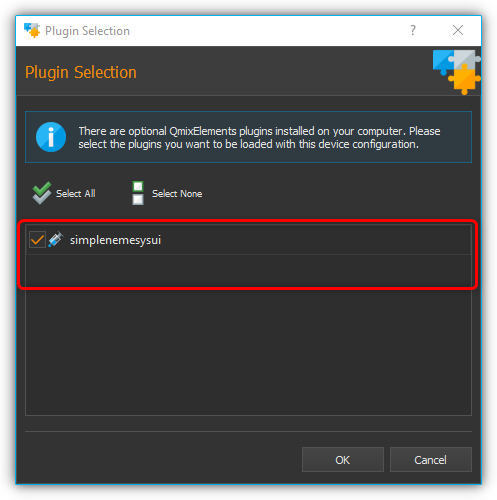 Plugin Selection
?
Plugin Selection
There are optional QmixElements plugins installed on your computer. Please
select the plugins you want to be loaded with this device configuration.
Select All
Select None
simplenemesysui
OK
Cancel